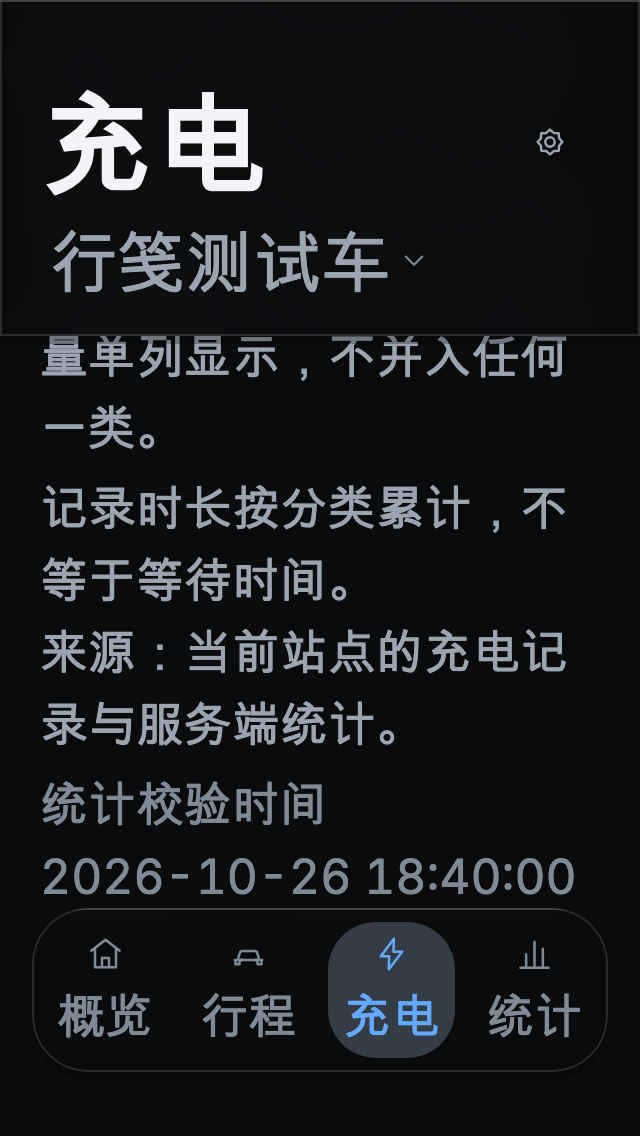 充电
行笺测试车
量单列显示，不并入任何
一类。
记录时长按分类累计，不
等于等待时间。
来源：当前站点的充电记
录与服务端统计。
统计校验时间
2026-10-26 18:40:00
概览
行程
充电
统计